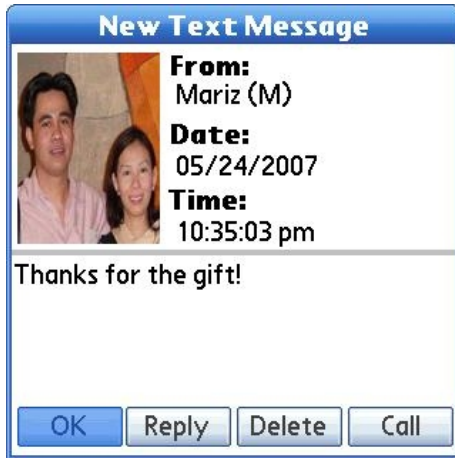 New Text Message
From:
Mariz (M)
Date:
05/24/2007
Time:
10:35:03 pm
Thanks for the gift!
OK Reply Delete Call